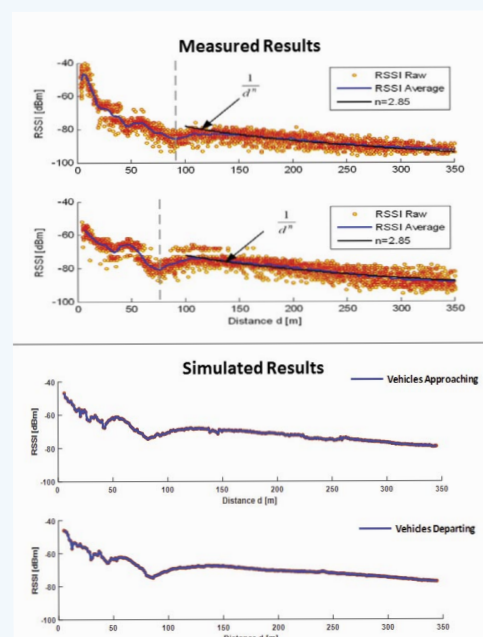 Measured Results
-40
-60
-80
-100
RSSI [dBm]
1
d^n
RSSI Raw
RSSI Average
n=2.85
0 50 100 150 200 250 300 350
-40
-60
-80
-100
RSSI [dBm]
1
d^n
RSSI Raw
RSSI Average
n=2.85
0 50 100 150 200 250 300 350
Distance d [m]
Simulated Results
-40
-60
-80
-100
RSSI [dBm]
Vehicles Approaching
0 50 100 150 200 250 300 350
Distance d [m]
-40
-60
-80
-100
RSSI [dBm]
Vehicles Departing
0 50 100 150 200 250 300 350
Distance d [m]